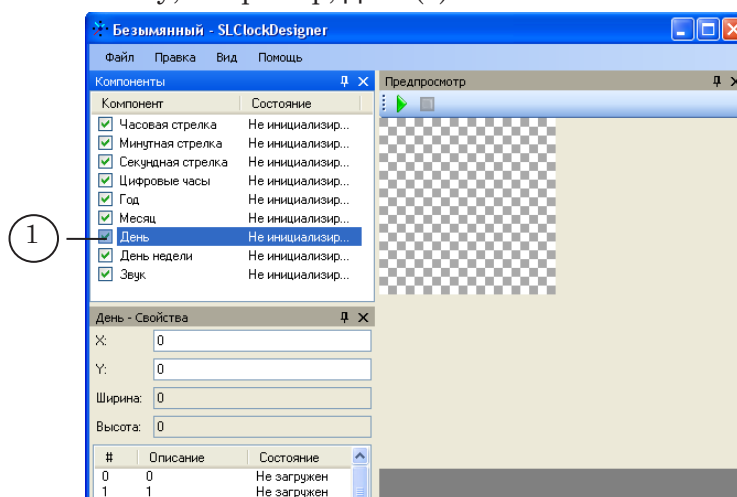 Безымянный - SLClockDesigner
Файл Правка Вид Помощь
Компоненты
Предпросмотр
Компонент Состояние
Часовая стрелка Не инициализир...
Минутная стрелка Не инициализир...
Секундная стрелка Не инициализир...
Цифровые часы Не инициализир...
Год Не инициализир...
Месяц Не инициализир...
1
День Не инициализир...
День недели Не инициализир...
Звук Не инициализир...
День - Свойства
X: 0
Y: 0
Ширина: 0
Высота: 0
# Описание Состояние
0 0 Не загружен
1 1 Не загружен